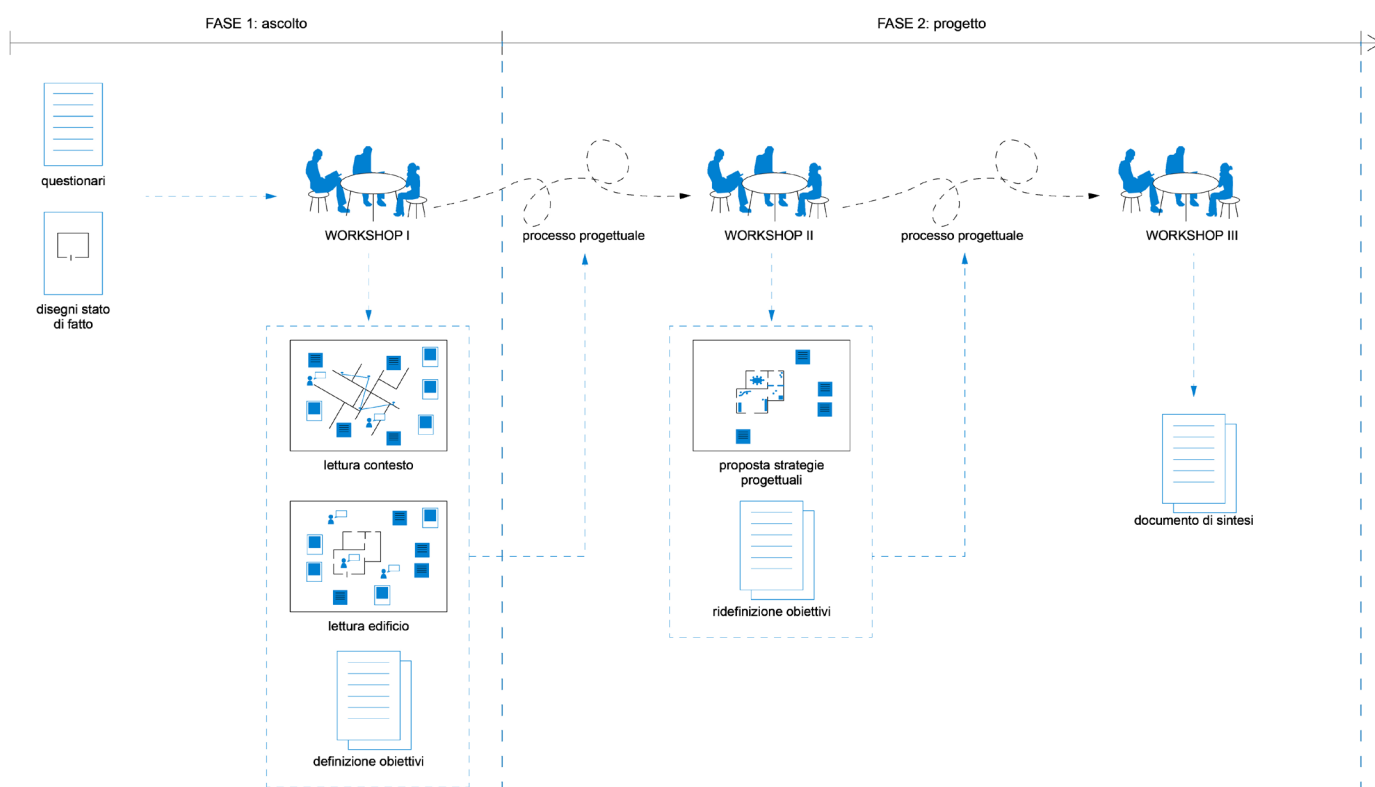 FASE 1: ascolto
FASE 2: progetto
questionari
disegni stato
di fatto
WORKSHOP I
processo progettuale
WORKSHOP II
processo progettuale
WORKSHOP III
lettura contesto
lettura edificio
definizione obiettivi
proposta strategie
progettuali
ridefinizione obiettivi
documento di sintesi